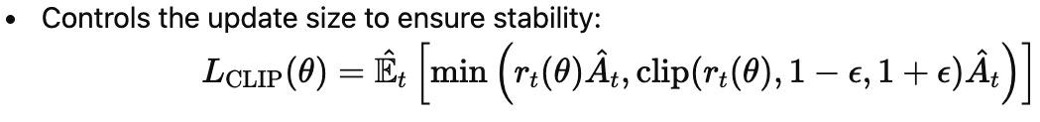 • Controls the update size to ensure stability:
L_CLIP(θ) = Ê_t [min (r_t(θ)Â_t, clip(r_t(θ), 1 − ϵ, 1 + ϵ)Â_t)]